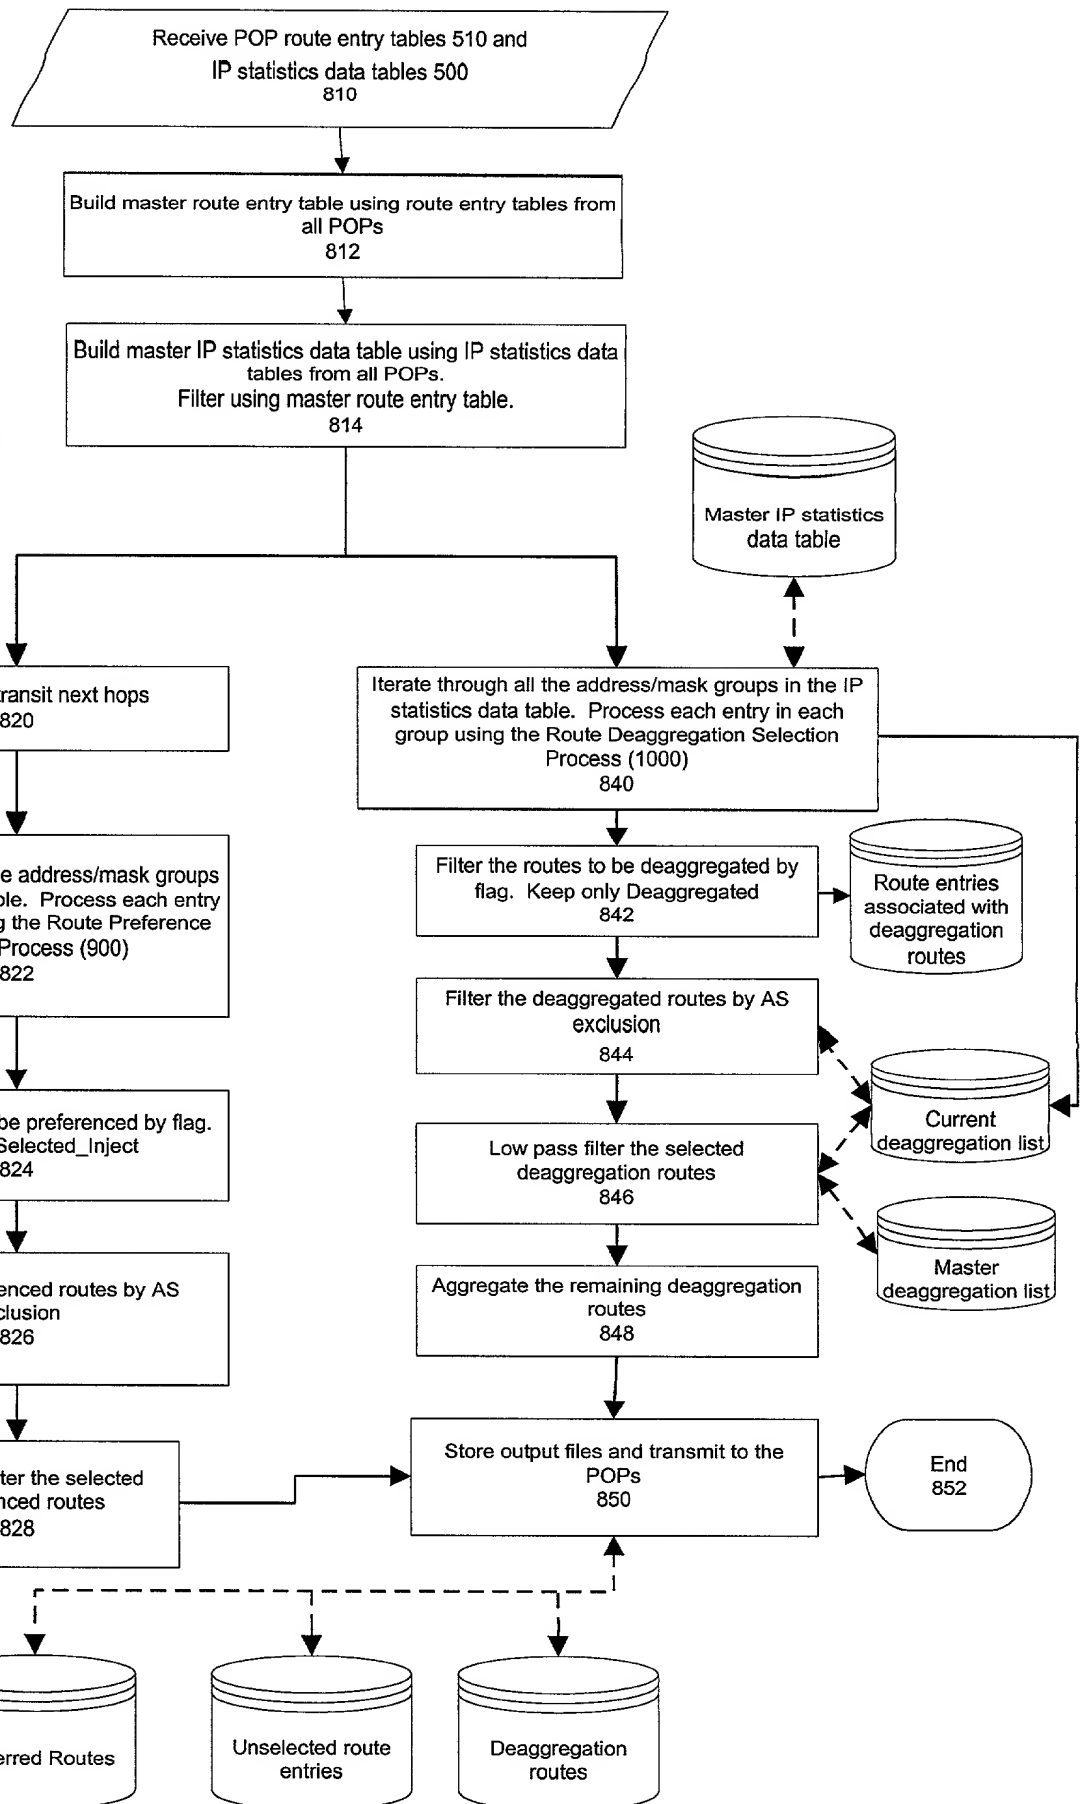 Receive POP route entry tables 510 and
IP statistics data tables 500
810
Build master route entry table using route entry tables from
all POPs
812
Build master IP statistics data table using IP statistics data
tables from all POPs.
Filter using master route entry table.
814
Master IP statistics
data table
transit next hops
820
Iterate through all the address/mask groups in the IP
statistics data table. Process each entry in each
group using the Route Deaggregation Selection
Process (1000)
840
address/mask groups
Process each entry
the Route Preference
Process (900)
822
Filter the routes to be deaggregated by
flag. Keep only Deaggregated
842
Route entries
associated with
deaggregation
routes
Filter the deaggregated routes by AS
exclusion
844
Current
deaggregation list
be preferenced by flag.
Selected_Inject
824
Low pass filter the selected
deaggregation routes
846
Master
deaggregation list
routes by AS
826
Aggregate the remaining deaggregation
routes
848
the selected
routes
828
Store output files and transmit to the
POPs
850
End
852
Routes
Unselected route
entries
Deaggregation
routes